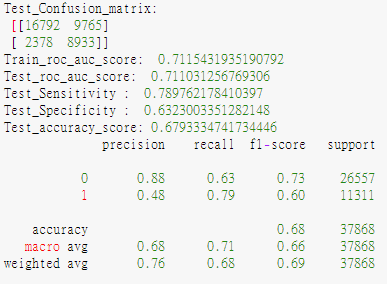 Test_Confusion_matrix:
[[16792 9765]
[ 2378 8933]]
Train_roc_auc_score: 0.7115431935190792
Test_roc_auc_score: 0.711031256769306
Test_Sensitivity : 0.789762178410397
Test_Specificity : 0.6323003351282148
Test_accuracy_score: 0.6793334741734446
precision recall f1-score support
0 0.88 0.63 0.73 26557
1 0.48 0.79 0.60 11311
accuracy 0.68 37868
macro avg 0.68 0.71 0.66 37868
weighted avg 0.76 0.68 0.69 37868